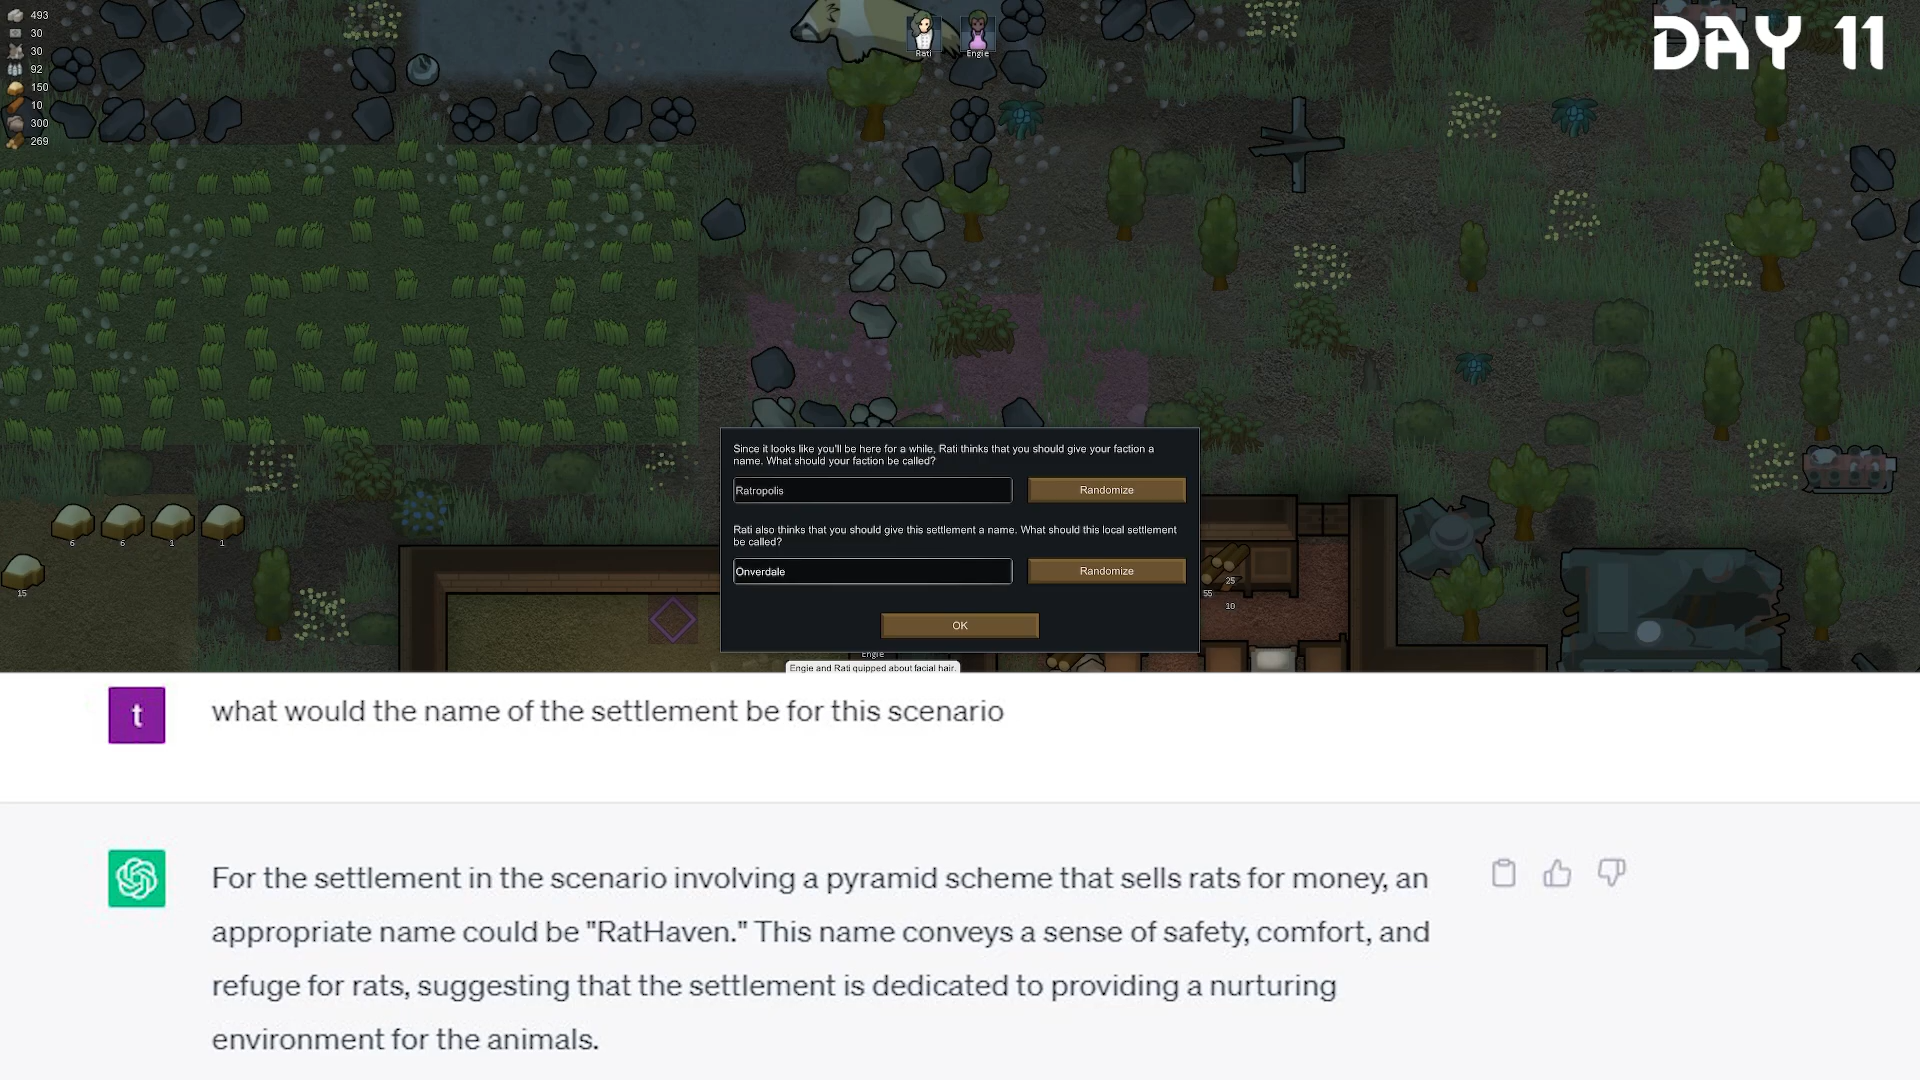 493
30
30
92
150
10
300
269
Rati
Engie
DAY 11
6
6
1
1
15
Since it looks like you'll be here for a while, Rati thinks that you should give your faction a
name. What should your faction be called?
Ratropolis
Randomize
Rati also thinks that you should give this settlement a name. What should this local settlement
be called?
Onverdale
Randomize
OK
25
55
10
Engie
Engie and Rati quipped about facial hair.
t
what would the name of the settlement be for this scenario
For the settlement in the scenario involving a pyramid scheme that sells rats for money, an
appropriate name could be "RatHaven." This name conveys a sense of safety, comfort, and
refuge for rats, suggesting that the settlement is dedicated to providing a nurturing
environment for the animals.